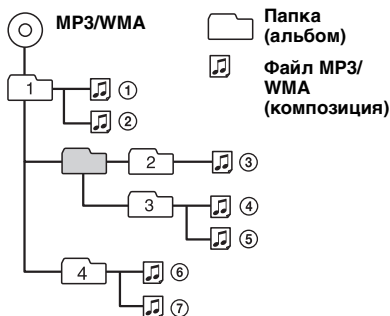 MP3/WMA
Папка
(альбом)
Файл MP3/
WMA
(композиция)
1
①
②
2
③
3
④
⑤
4
⑥
⑦